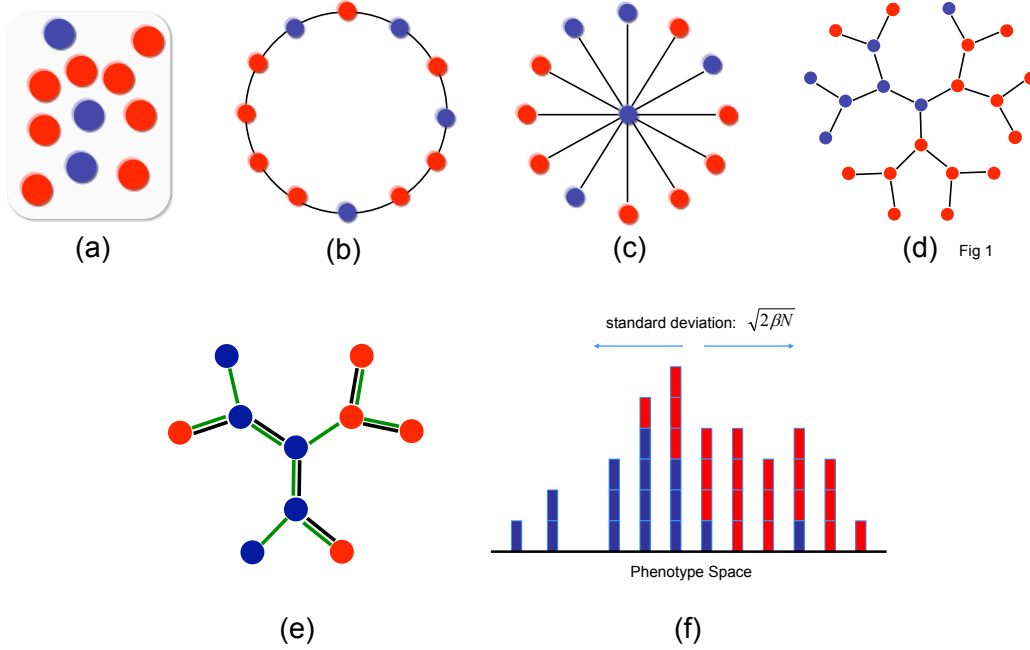 (a)
(b)
(c)
(d)
Fig 1
standard deviation: √2βN
Phenotype Space
(e)
(f)